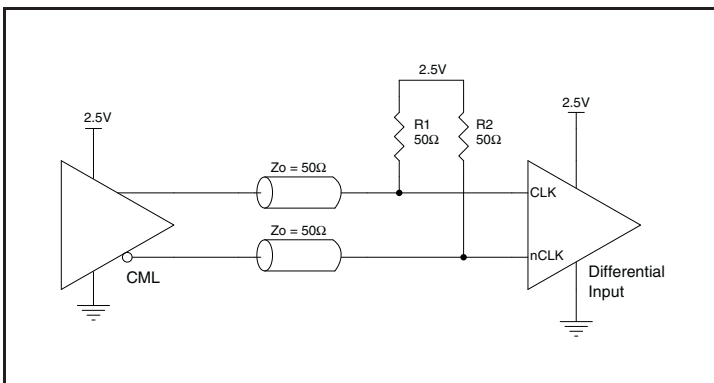 2.5V
2.5V
2.5V
R1
50Ω
R2
50Ω
Zo = 50Ω
CLK
Zo = 50Ω
nCLK
CML
Differential
Input